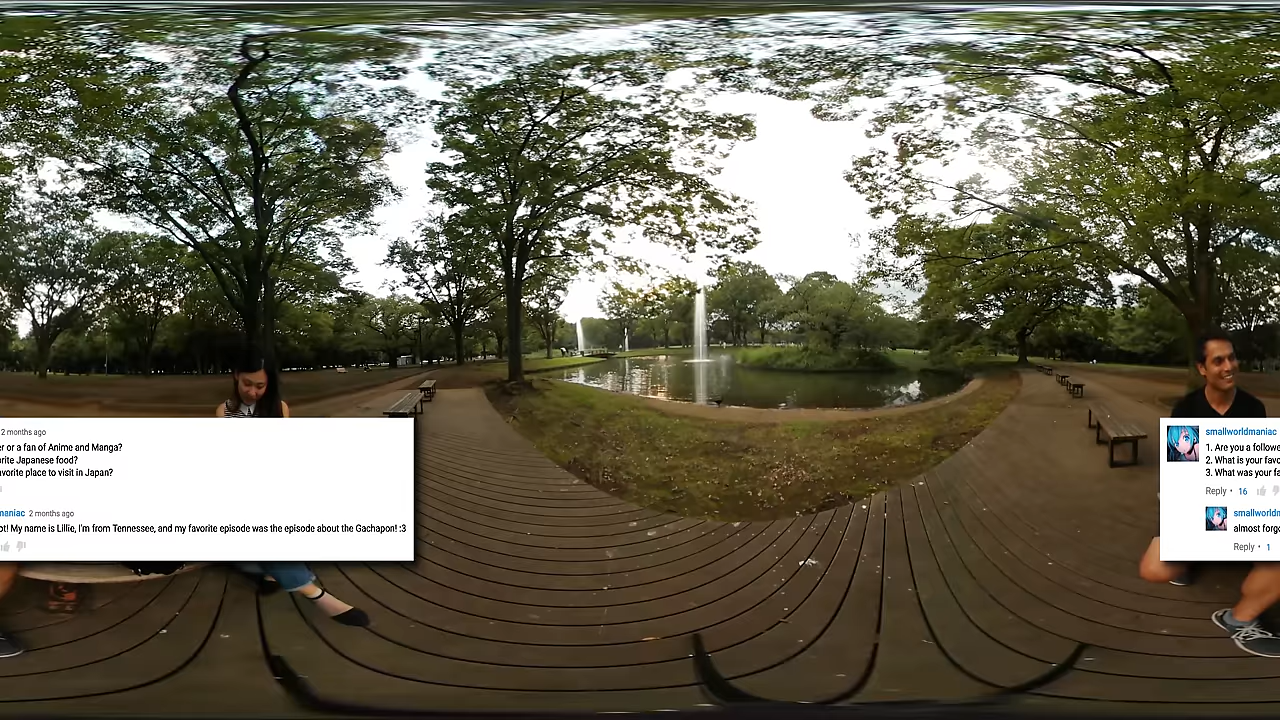 2 months ago
er or a fan of Anime and Manga?
orite Japanese food?
avorite place to visit in Japan?
maniac 2 months ago
ot! My name is Lillie, I'm from Tennessee, and my favorite episode was the episode about the Gachapon! :3
smallworldmaniac
1. Are you a followe
2. What is your favo
3. What was your fa
Reply • 16
smallworldm
almost forgo
Reply • 1